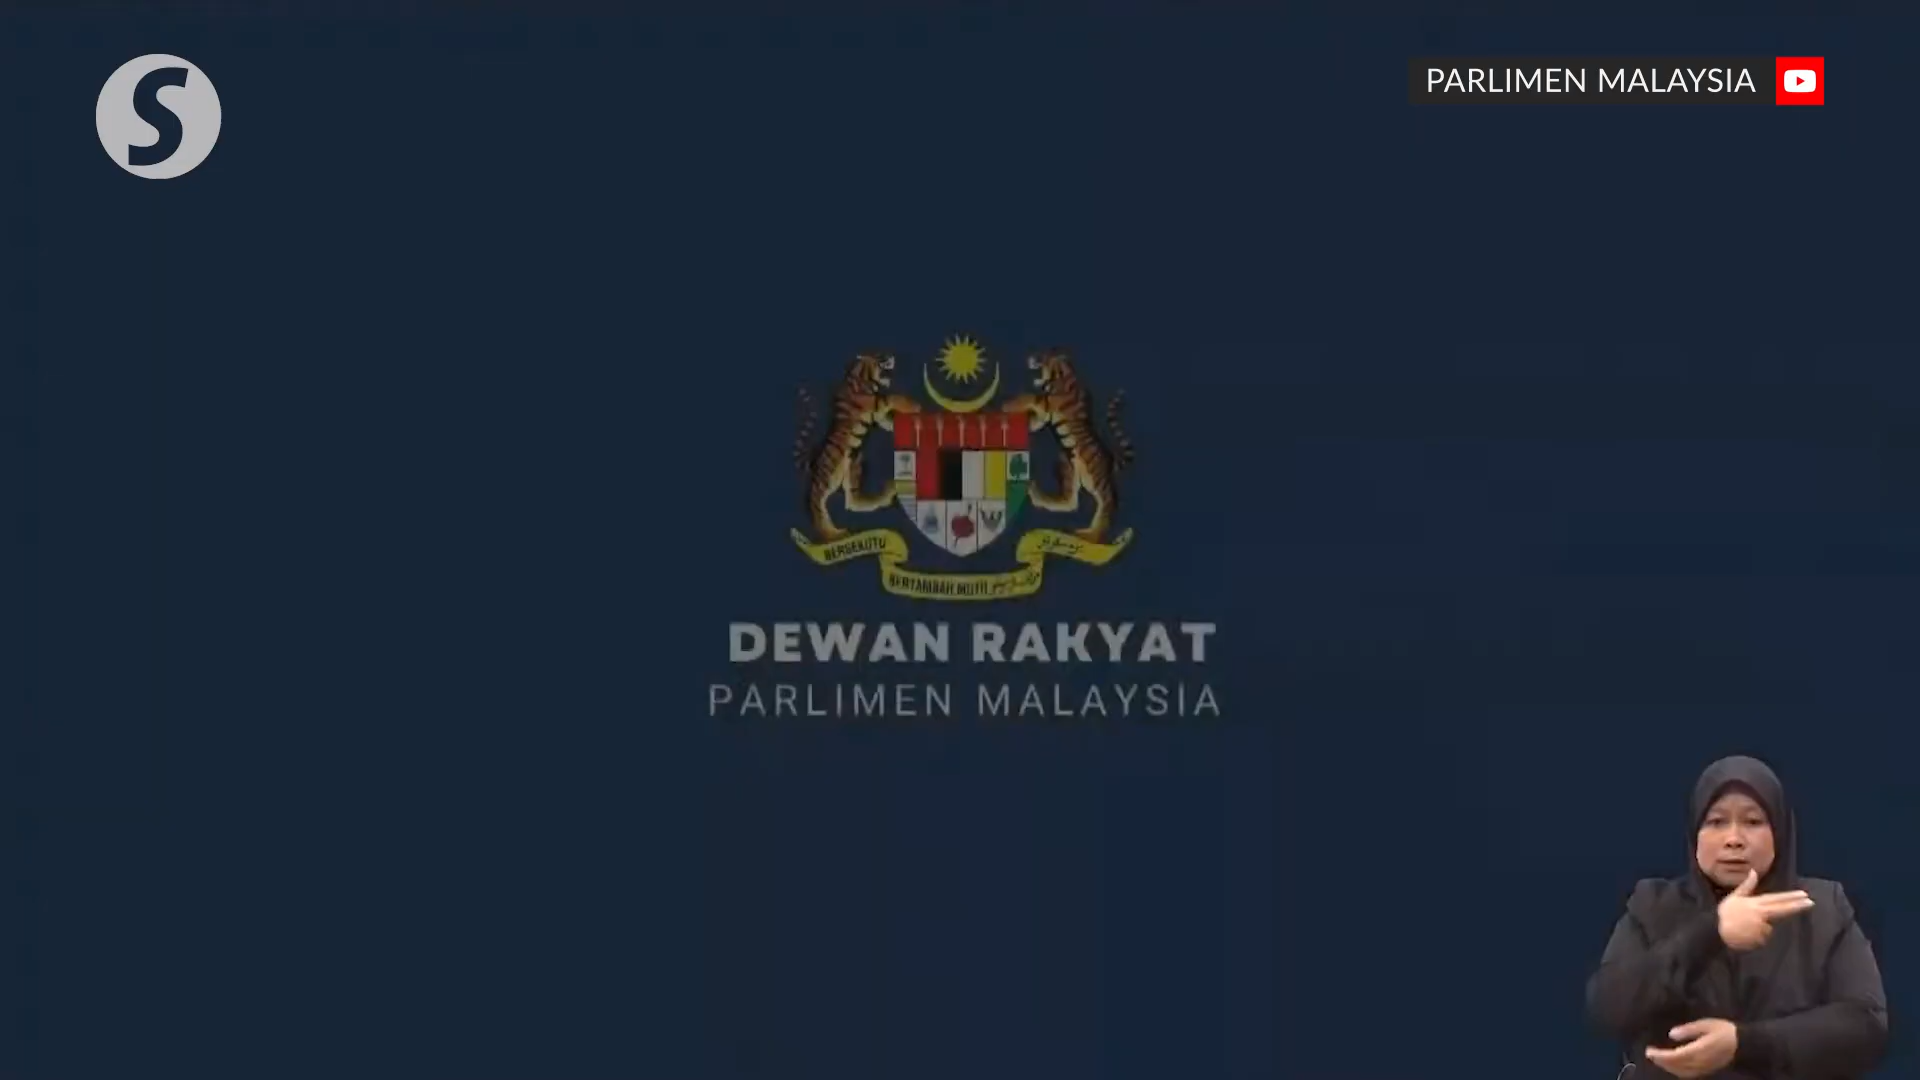 S
PARLIMEN MALAYSIA
BERSEKUTU
BERTAMBAH MUTU
DEWAN RAKYAT
PARLIMEN MALAYSIA